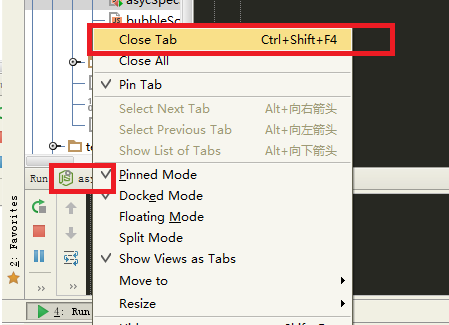 asycSpec
bubbleSc
Close Tab Ctrl+Shift+F4
Close All
Pin Tab
Select Next Tab Alt+向右箭头
Select Previous Tab Alt+向左箭头
Show List of Tabs Alt+向下箭头
to
Run asy
Pinned Mode
Docked Mode
Floating Mode
Split Mode
Show Views as Tabs
Move to
Resize
2: Favorites
4: Run